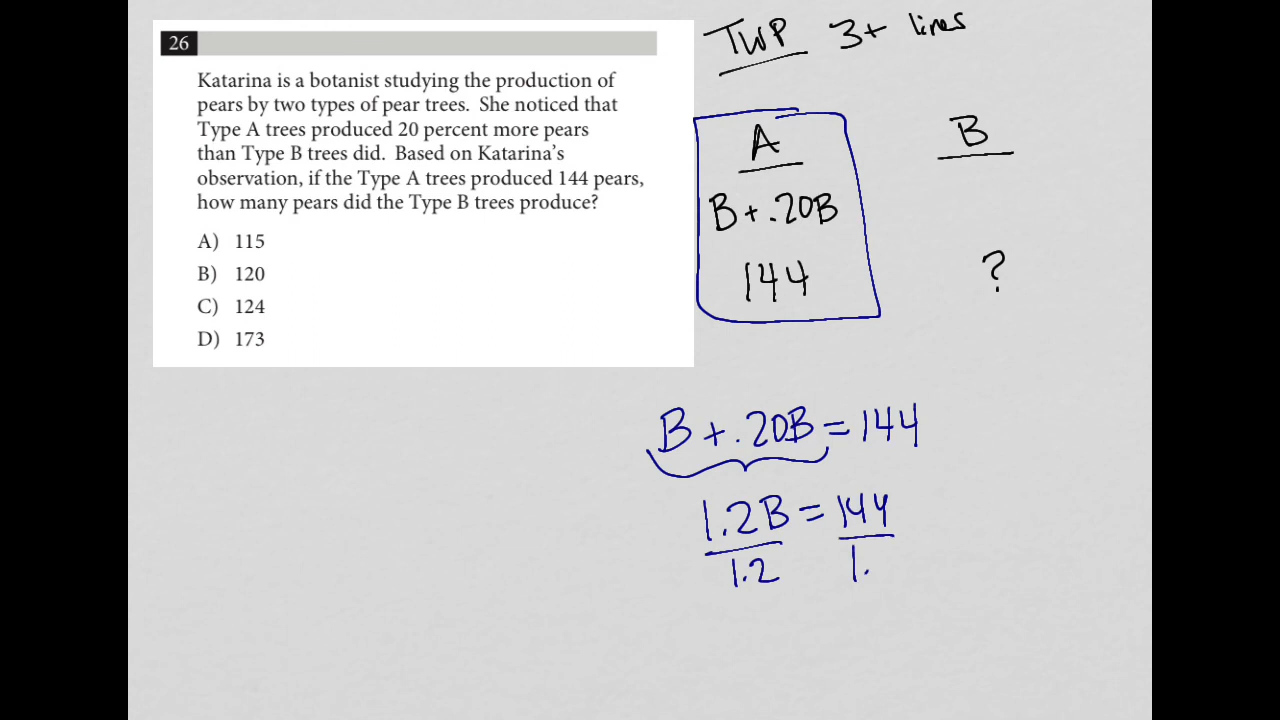 26
Katarina is a botanist studying the production of
pears by two types of pear trees. She noticed that
Type A trees produced 20 percent more pears
than Type B trees did. Based on Katarina's
observation, if the Type A trees produced 144 pears,
how many pears did the Type B trees produce?
A) 115
B) 120
C) 124
D) 173
TWP 3+ lines
A B
B + .20B
144 ?
B + .20B = 144
1.2B = 144
1.2 1.